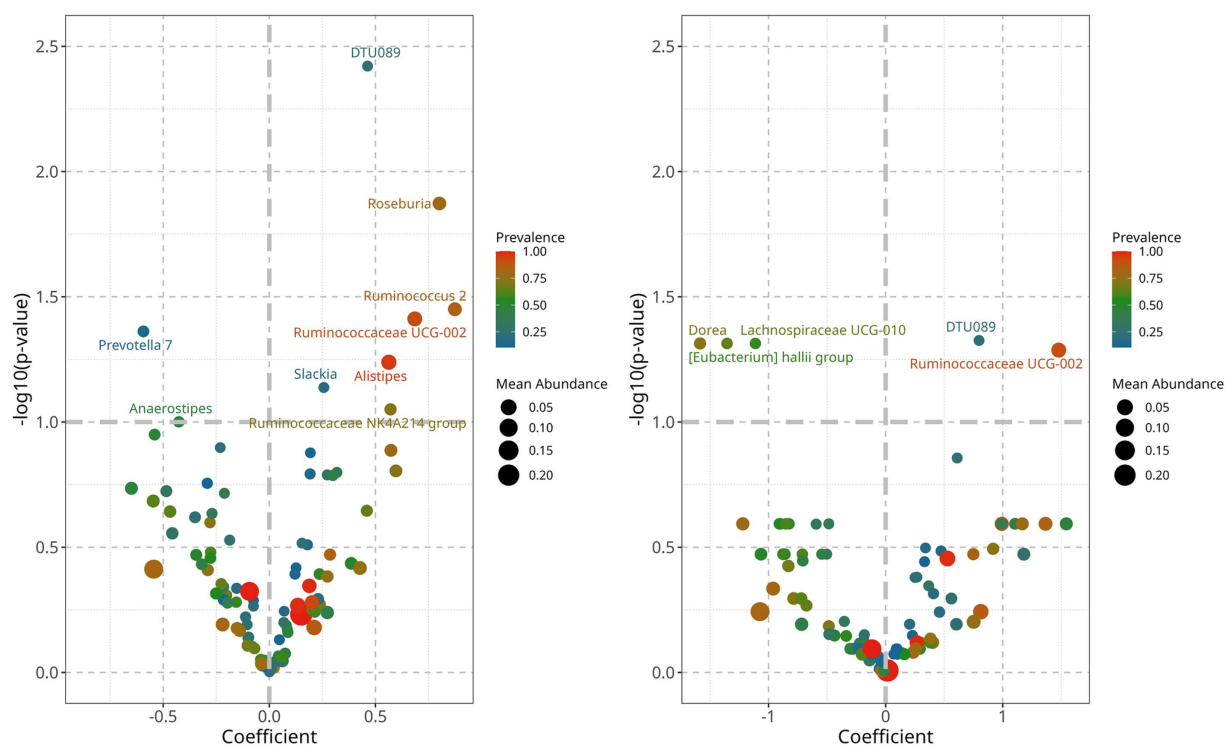 2.5
2.0
1.5
1.0
0.5
0.0
-log10(p-value)
DTU089
Roseburia
Ruminococcus 2
Ruminococcaceae UCG-002
Prevotella 7
Alistipes
Slackia
Anaerostipes
Ruminococcaceae NK4A214 group
-0.5
0.0
0.5
Coefficient
Prevalence
1.00
0.75
0.50
0.25
Mean Abundance
0.05
0.10
0.15
0.20
2.5
2.0
1.5
1.0
0.5
0.0
-log10(p-value)
Dorea
Lachnospiraceae UCG-010
DTU089
[Eubacterium] hallii group
Ruminococcaceae UCG-002
-1
0
1
Coefficient
Prevalence
1.00
0.75
0.50
0.25
Mean Abundance
0.05
0.10
0.15
0.20